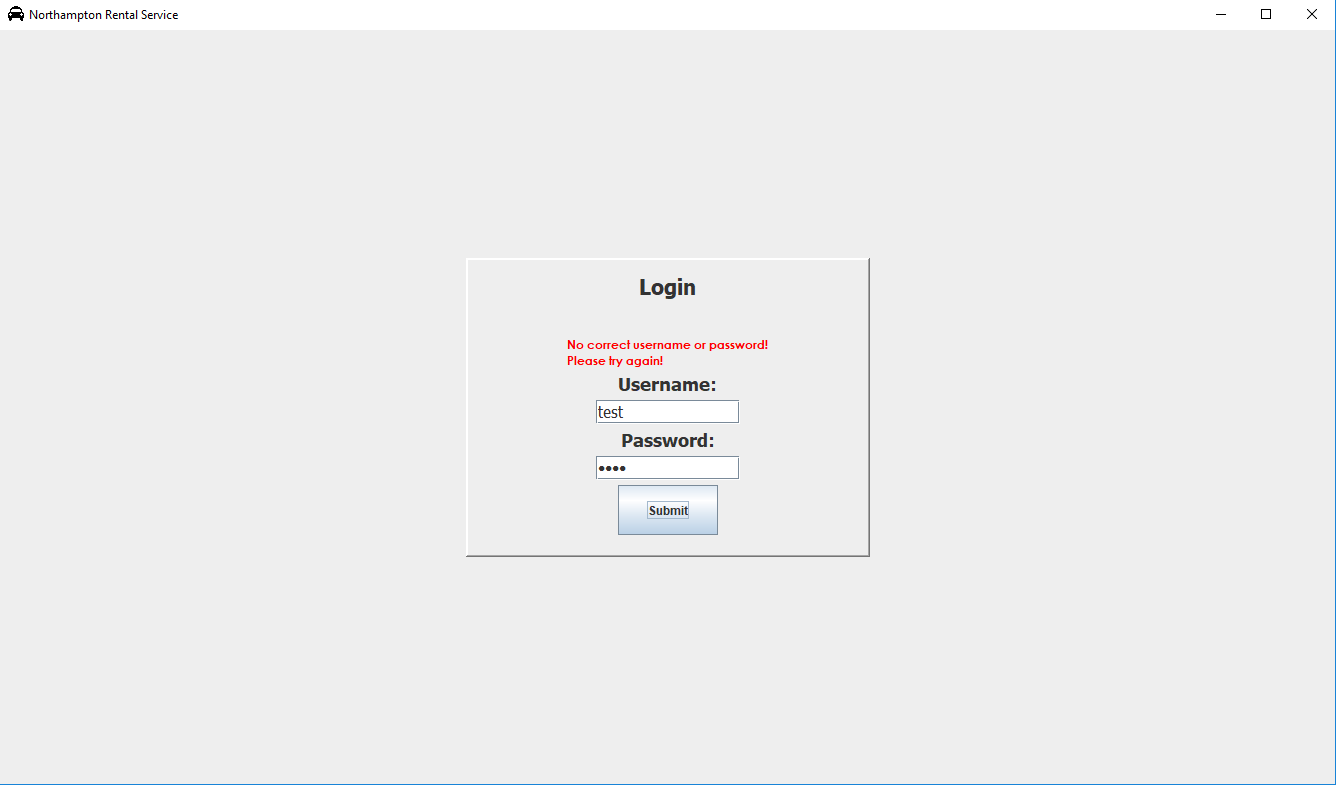 Northampton Rental Service
Login
No correct username or password!
Please try again!
Username:
test
Password:
••••
Submit